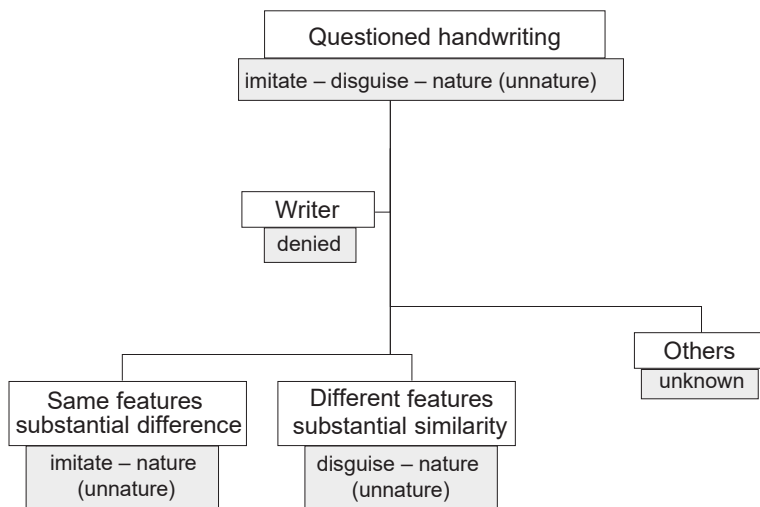 Questioned handwriting
imitate – disguise – nature (unnature)
Writer
denied
Others
unknown
Same features
substantial difference
imitate – nature
(unnature)
Different features
substantial similarity
disguise – nature
(unnature)